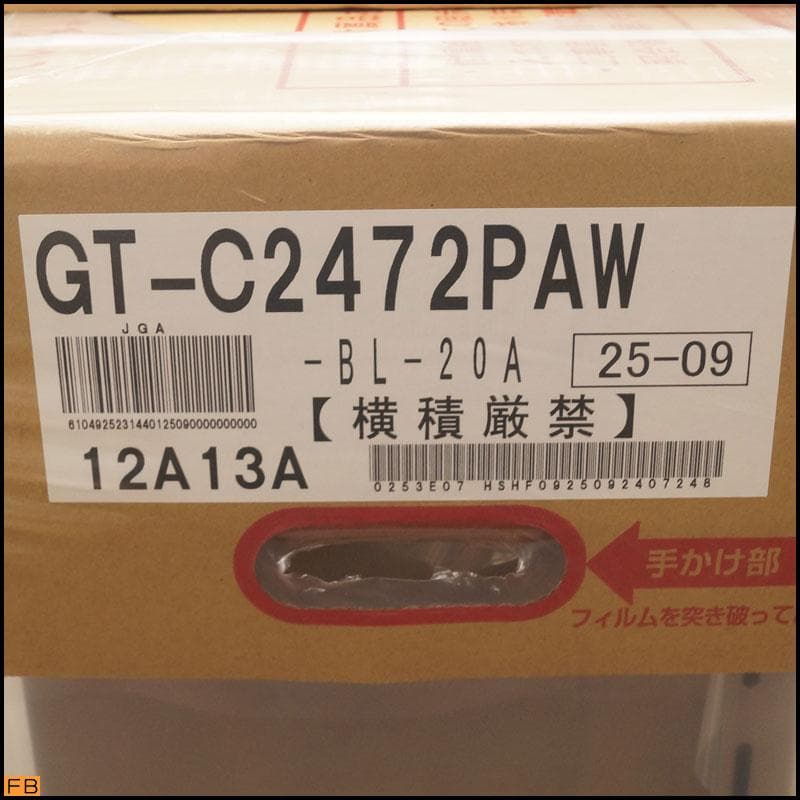 GT-C2472PAW
JGA
-BL-20A
25-09
6104925231440125090000000000
【横積厳禁】
12A13A
0253E07 HSHF0925092407248
手かけ部
フィルムを突き破って
FB